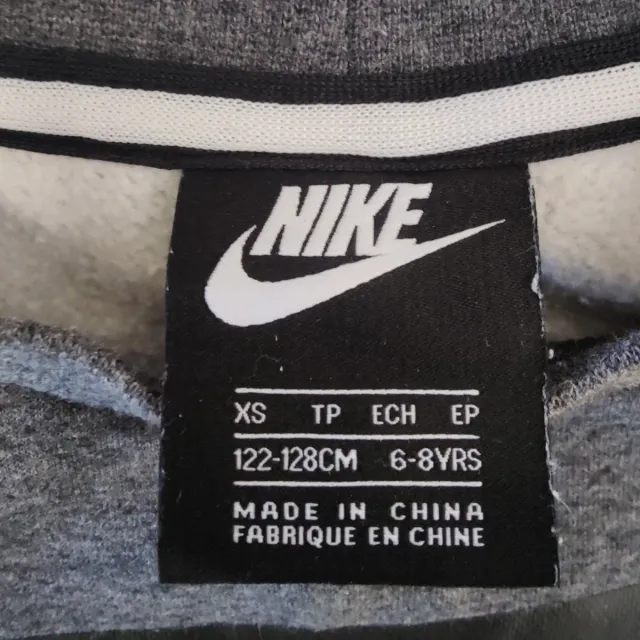 NIKE
XS TP ECH EP
122-128CM 6-8YRS
MADE IN CHINA
FABRIQUE EN CHINE